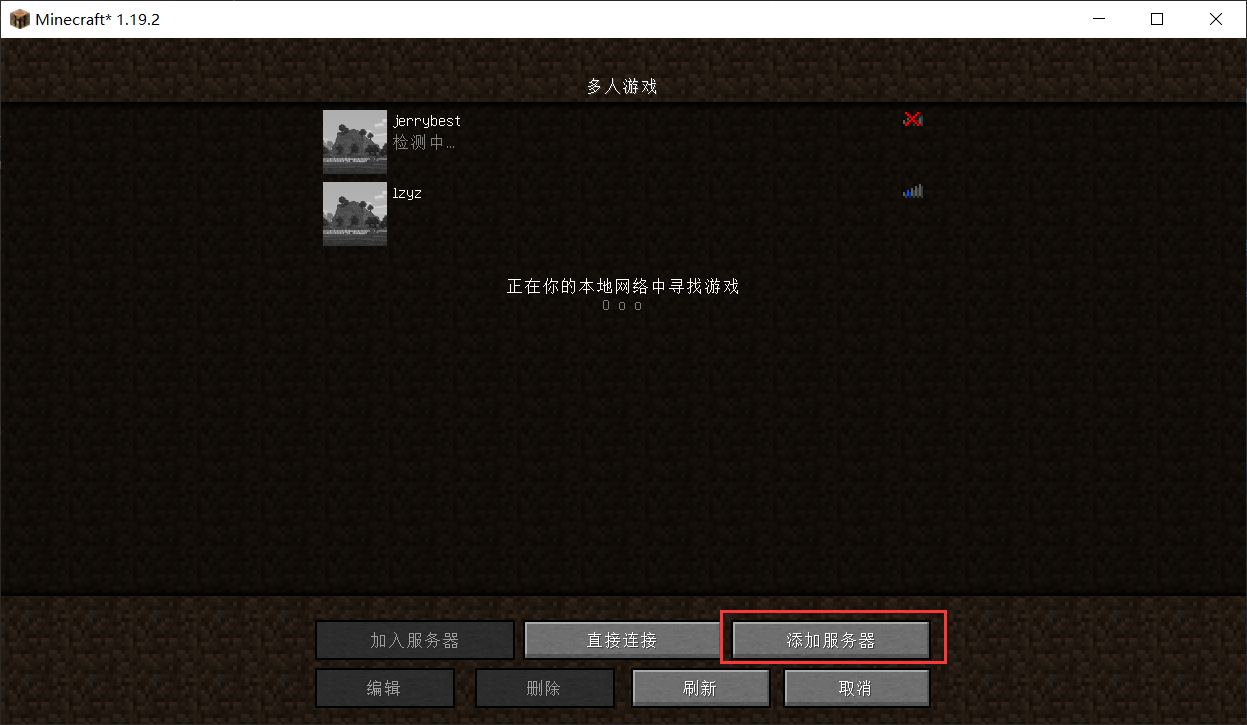 Minecraft* 1.19.2
多人游戏
jerrybest
检测中...
lzyz
正在你的本地网络中寻找游戏
O o o
加入服务器
直接连接
添加服务器
编辑
删除
刷新
取消